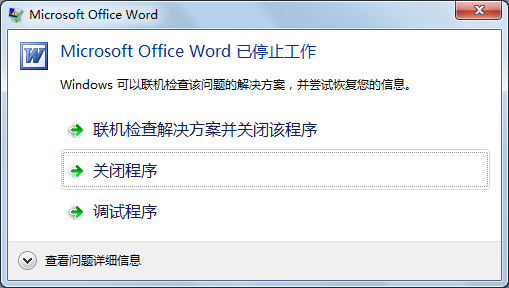 Microsoft Office Word
Microsoft Office Word 已停止工作
Windows 可以联机检查该问题的解决方案，并尝试恢复您的信息。
联机检查解决方案并关闭该程序
关闭程序
调试程序
查看问题详细信息